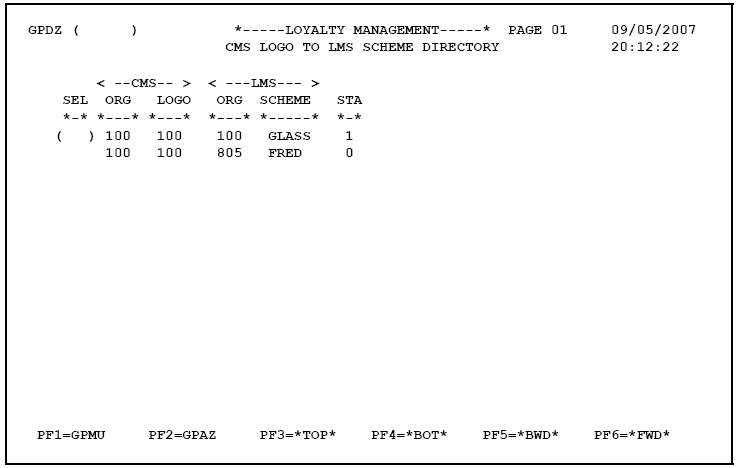 GPDZ (      )            *-----LOYALTY MANAGEMENT-----*  PAGE 01     09/05/2007
                       CMS LOGO TO LMS SCHEME DIRECTORY             20:12:22
        < --CMS-- >  < ---LMS--- >
    SEL  ORG   LOGO   ORG  SCHEME   STA
    *-* *---* *---*  *---* *-----*  *-*
   (   ) 100   100    100   GLASS    1
         100   100    805   FRED     0
 PF1=GPMU     PF2=GPAZ     PF3=*TOP*    PF4=*BOT*    PF5=*BWD*    PF6=*FWD*